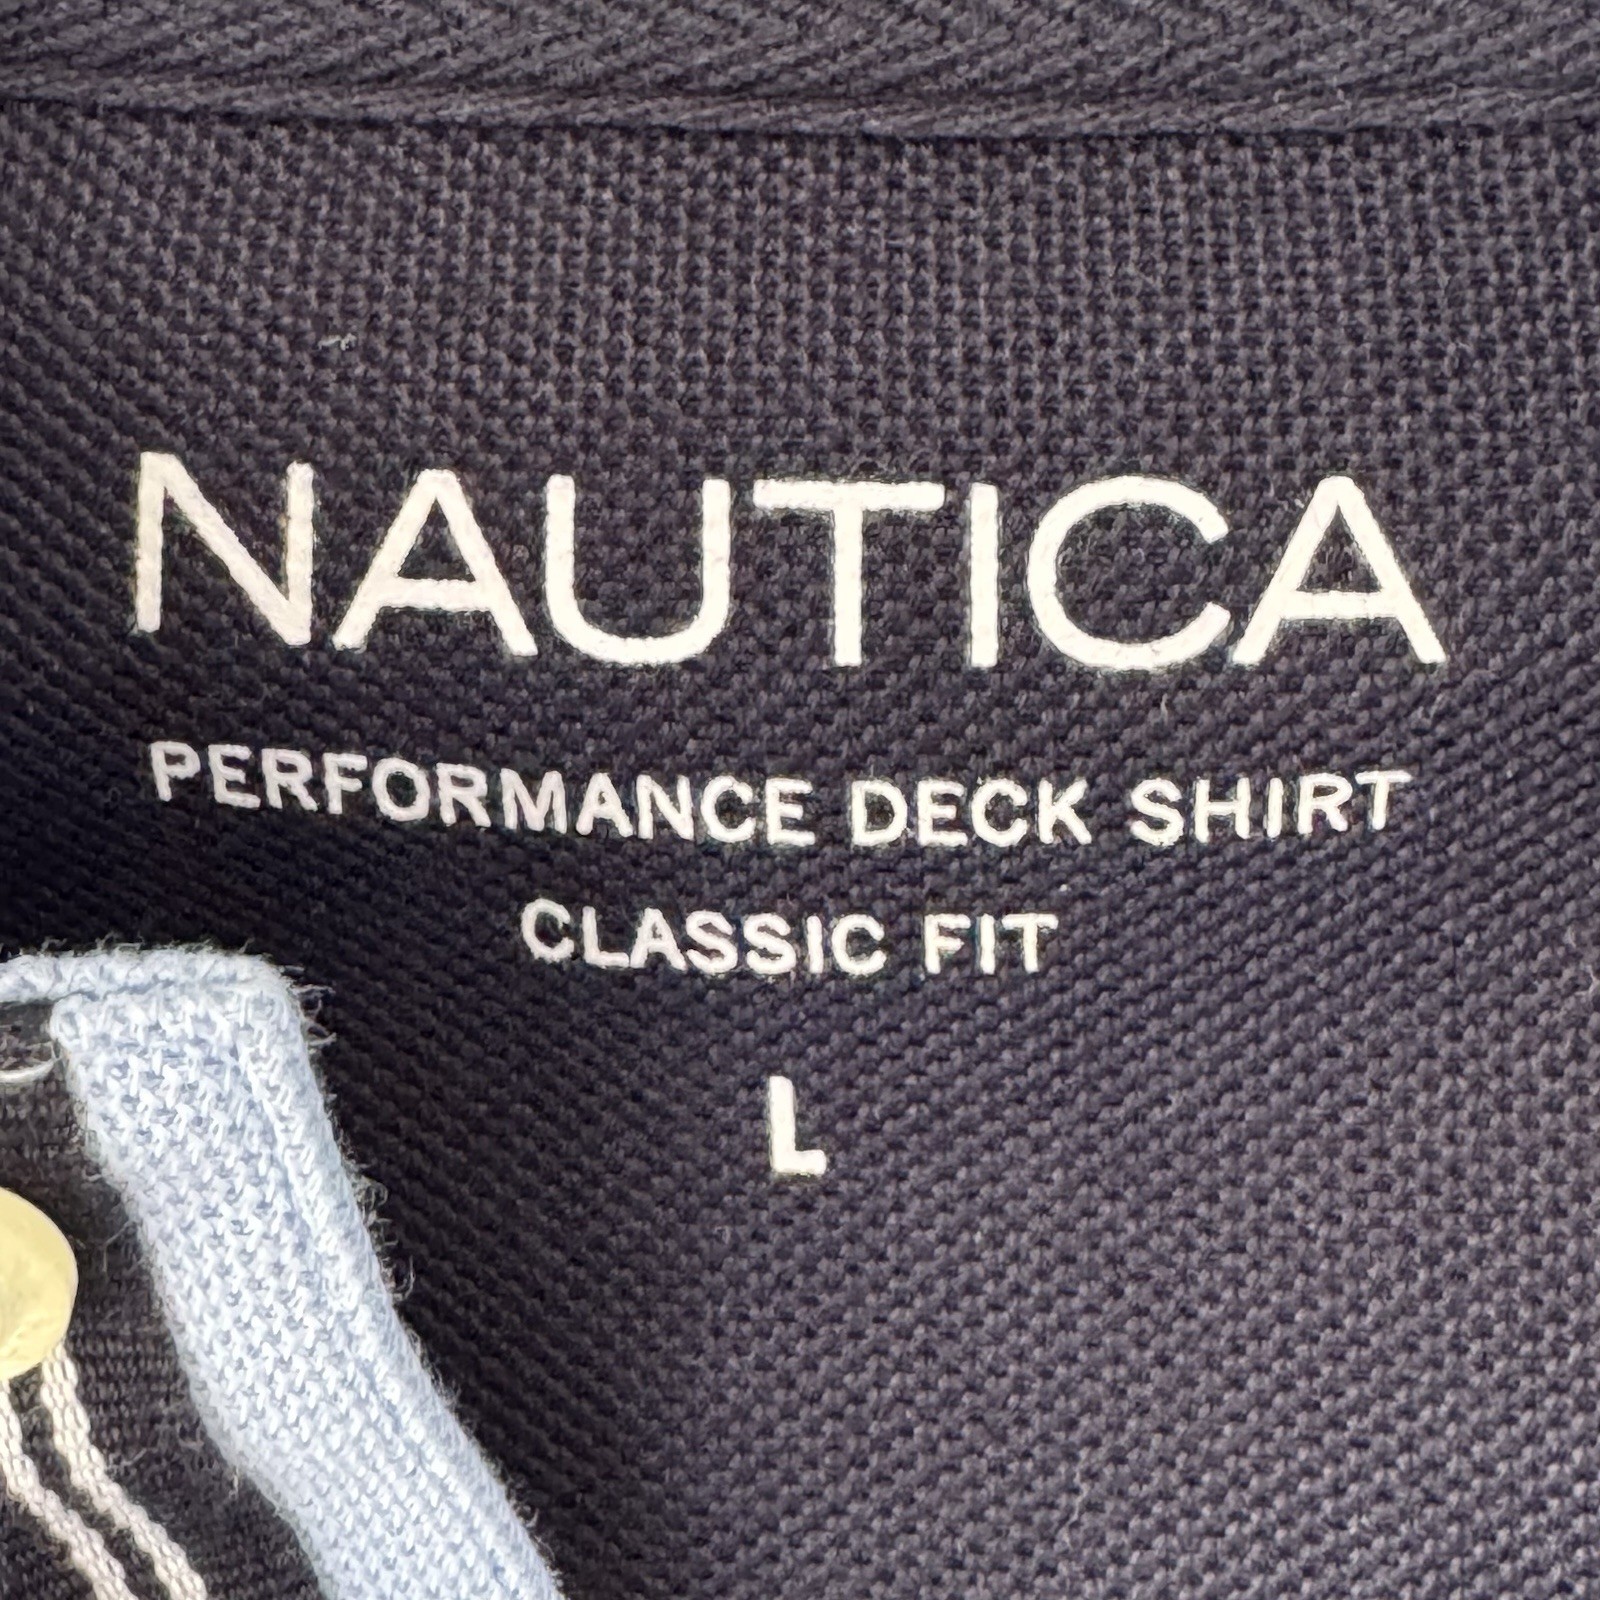 NAUTICA
PERFORMANCE DECK SHIRT
CLASSIC FIT
L